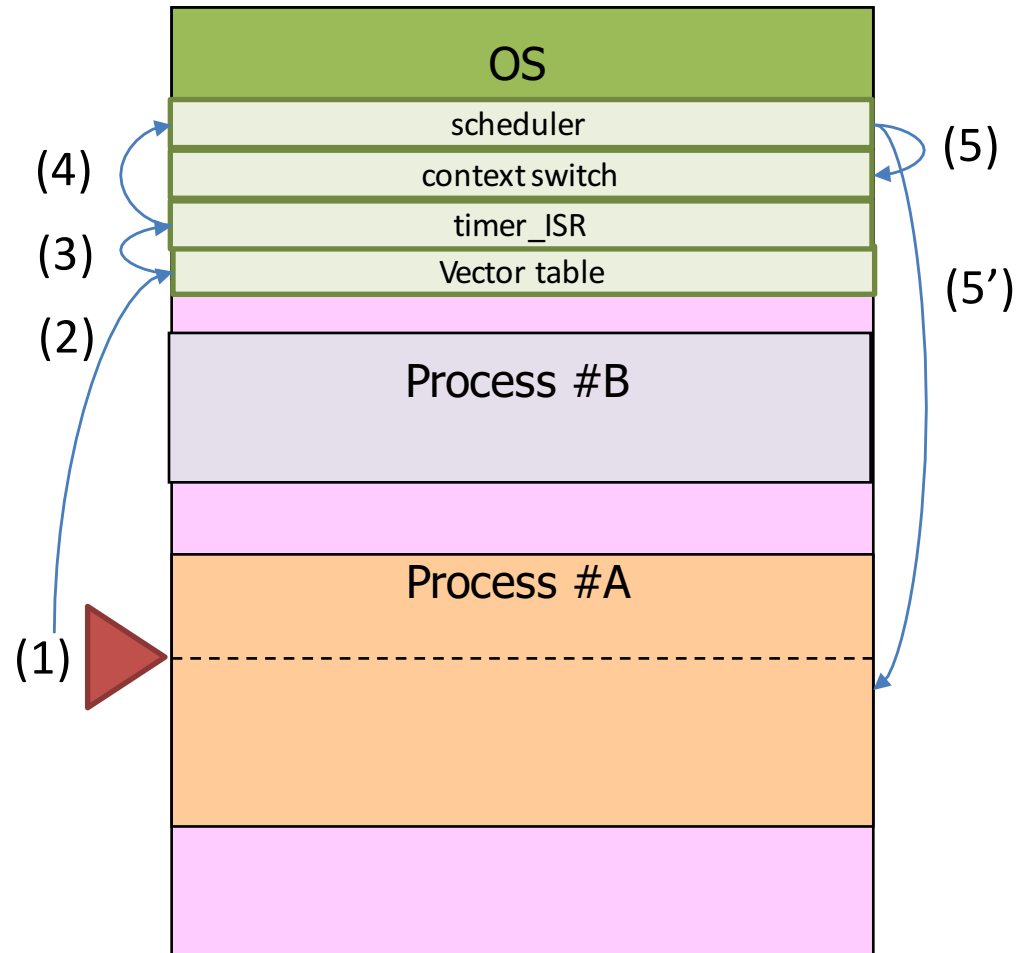 OS
scheduler
(5)
(4)
context switch
timer_ISR
(3)
Vector table
(5’)
(2)
Process #B
Process #A
(1)